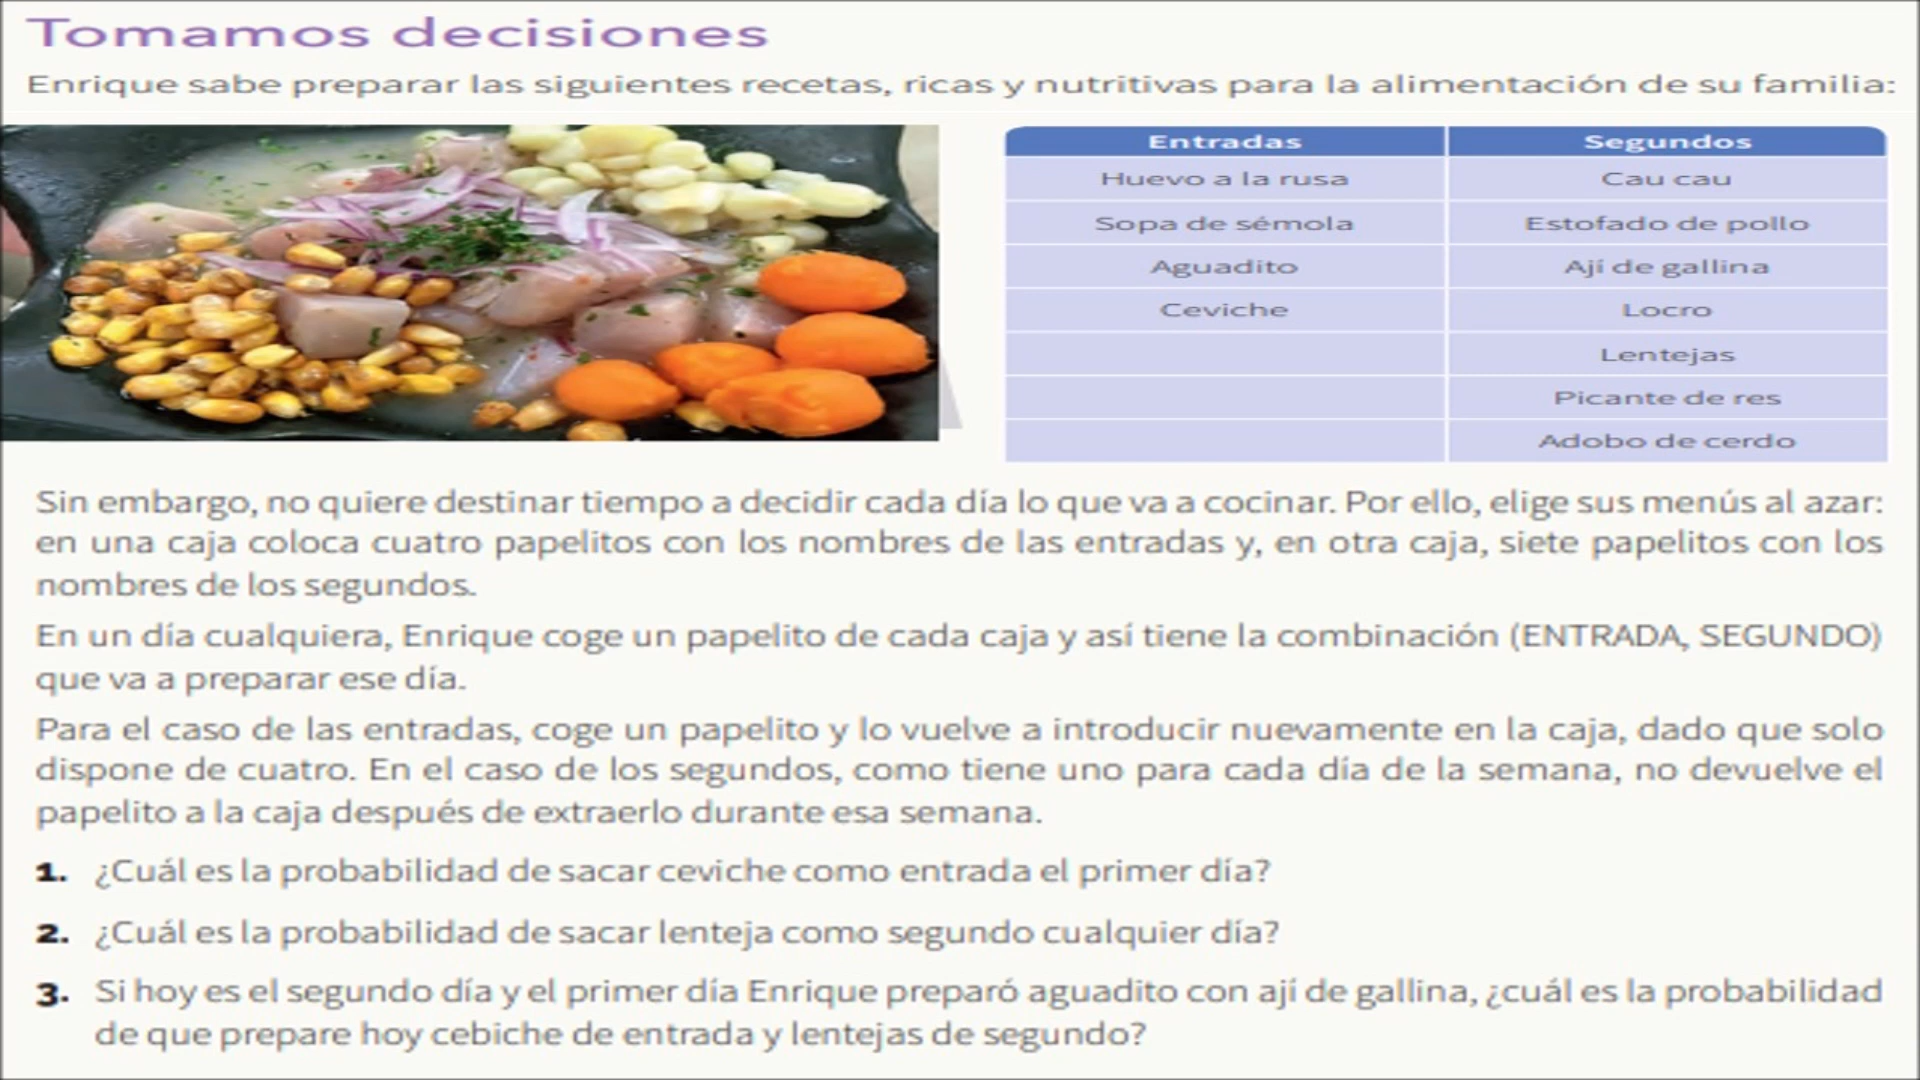 Tomamos decisiones
Enrique sabe preparar las siguientes recetas, ricas y nutritivas para la alimentación de su familia:
Entradas Segundos
Huevo a la rusa Cau cau
Sopa de sémola Estofado de pollo
Aguadito Ají de gallina
Ceviche Locro
Lentejas
Picante de res
Adobo de cerdo
Sin embargo, no quiere destinar tiempo a decidir cada día lo que va a cocinar. Por ello, elige sus menús al azar:
en una caja coloca cuatro papelitos con los nombres de las entradas y, en otra caja, siete papelitos con los
nombres de los segundos.
En un día cualquiera, Enrique coge un papelito de cada caja y así tiene la combinación (ENTRADA, SEGUNDO)
que va a preparar ese día.
Para el caso de las entradas, coge un papelito y lo vuelve a introducir nuevamente en la caja, dado que solo
dispone de cuatro. En el caso de los segundos, como tiene uno para cada día de la semana, no devuelve el
papelito a la caja después de extraerlo durante esa semana.
1. ¿Cuál es la probabilidad de sacar ceviche como entrada el primer día?
2. ¿Cuál es la probabilidad de sacar lenteja como segundo cualquier día?
3. Si hoy es el segundo día y el primer día Enrique preparó aguadito con ají de gallina, ¿cuál es la probabilidad
de que prepare hoy cebiche de entrada y lentejas de segundo?